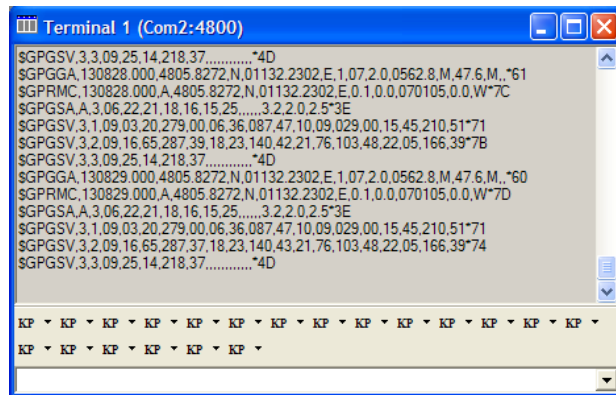 Terminal 1 (Com2:4800)
$GPGSV,3,3,09,25,14,218,37,,,,,,,,,,,,*4D
$GPGGA,130828.000,4805.8272,N,01132.2302,E,1,07,2.0,0562.8,M,47.6,M,,*61
$GPRMC,130828.000,A,4805.8272,N,01132.2302,E,0.1,0.0,070105,0.0,W*7C
$GPGSA,A,3,06,22,21,18,16,15,25,,,,,,3.2,2.0,2.5*3E
$GPGSV,3,1,09,03,20,279,00,06,36,087,47,10,09,029,00,15,45,210,51*71
$GPGSV,3,2,09,16,65,287,39,18,23,140,42,21,76,103,48,22,05,166,39*7B
$GPGSV,3,3,09,25,14,218,37,,,,,,,,,,,,*4D
$GPGGA,130829.000,4805.8272,N,01132.2302,E,1,07,2.0,0562.8,M,47.6,M,,*60
$GPRMC,130829.000,A,4805.8272,N,01132.2302,E,0.1,0.0,070105,0.0,W*7D
$GPGSA,A,3,06,22,21,18,16,15,25,,,,,,3.2,2.0,2.5*3E
$GPGSV,3,1,09,03,20,279,00,06,36,087,47,10,09,029,00,15,45,210,51*71
$GPGSV,3,2,09,16,65,287,37,18,23,140,43,21,76,103,48,22,05,166,39*74
$GPGSV,3,3,09,25,14,218,37,,,,,,,,,,,,*4D
KP KP KP KP KP KP KP KP KP KP KP KP KP KP
KP KP KP KP KP KP